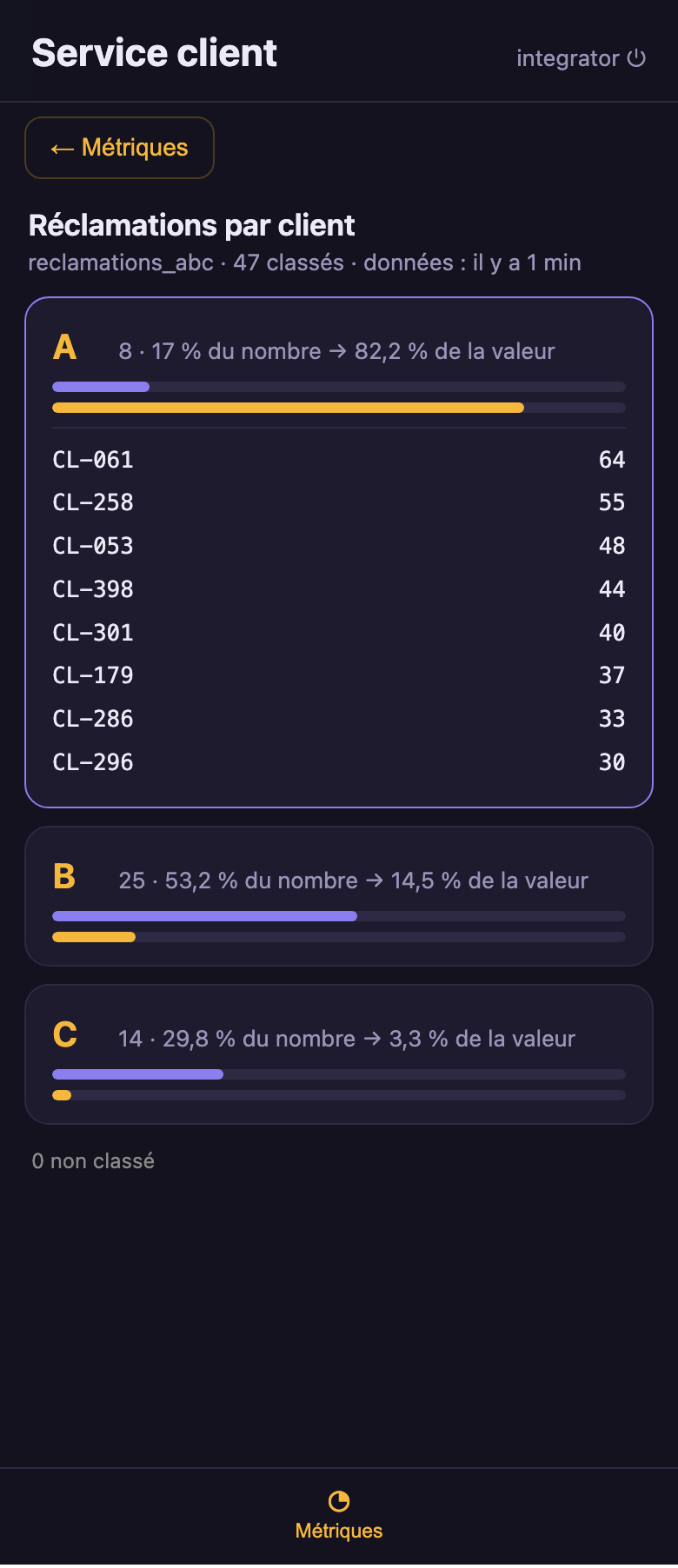 Service client
integrator
← Métriques
Réclamations par client
reclamations_abc · 47 classés · données : il y a 1 min
A 8 · 17 % du nombre → 82,2 % de la valeur
CL-061 64
CL-258 55
CL-053 48
CL-398 44
CL-301 40
CL-179 37
CL-286 33
CL-296 30
B 25 · 53,2 % du nombre → 14,5 % de la valeur
C 14 · 29,8 % du nombre → 3,3 % de la valeur
0 non classé
Métriques